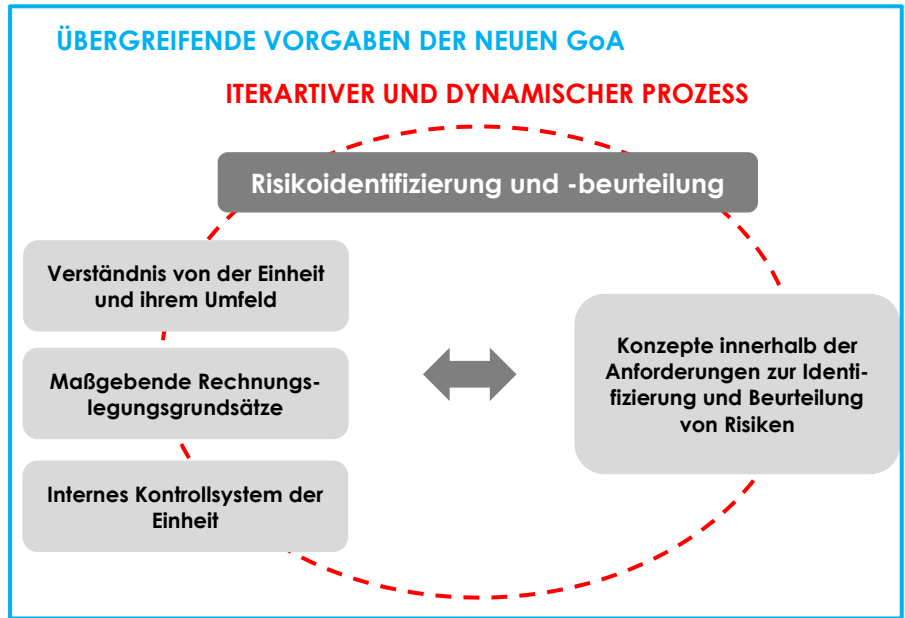 ÜBERGREIFENDE VORGABEN DER NEUEN GoA
ITERARTIVER UND DYNAMISCHER PROZESS
Risikoidentifizierung und -beurteilung
Verständnis von der Einheit
und ihrem Umfeld
Maßgebende Rechnungs-
legungsgrundsätze
Internes Kontrollsystem der
Einheit
Konzepte innerhalb der
Anforderungen zur Identi-
fizierung und Beurteilung
von Risiken